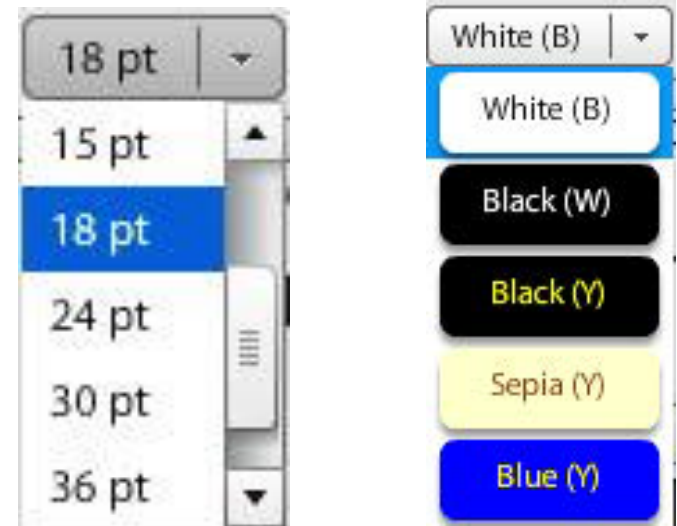 18 pt
15 pt
18 pt
24 pt
30 pt
36 pt
White (B)
White (B)
Black (W)
Black (Y)
Sepia (Y)
Blue (Y)